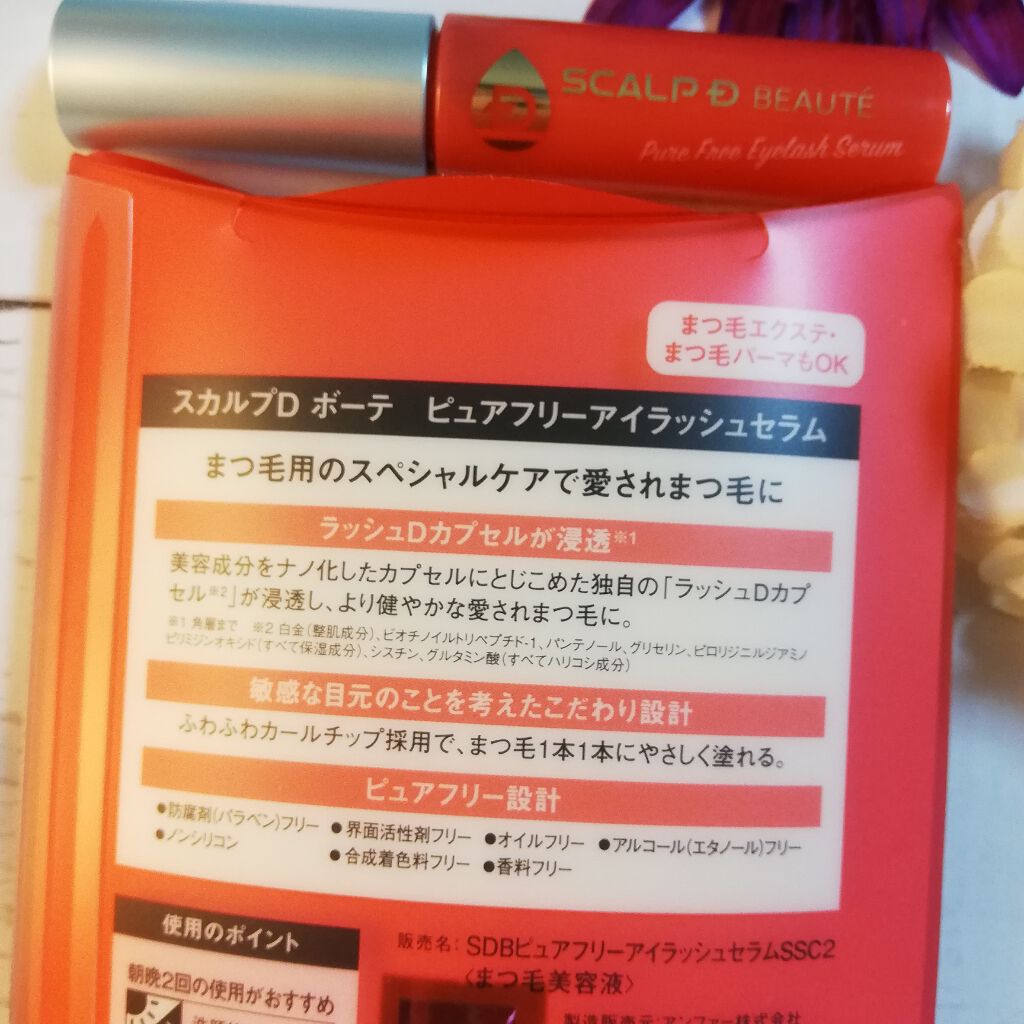 SCALP D BEAUTÉ
Pure Free Eyelash Serum
まつ毛エクステ・
まつ毛パーマもOK
スカルプD ボーテ ピュアフリーアイラッシュセラム
まつ毛用のスペシャルケアで愛されまつ毛に
ラッシュDカプセルが浸透※1
美容成分をナノ化したカプセルにとじこめた独自の「ラッシュDカプ
セル※2」が浸透し、より健やかな愛されまつ毛に。
※1 角層まで ※2 白金(整肌成分)、ビオチノイルトリペプチド-1、パンテノール、グリセリン、ピロリジニルジアミノ
ピリミジンオキシド(すべて保湿成分)、シスチン、グルタミン酸(すべてハリコシ成分)
敏感な目元のことを考えたこだわり設計
ふわふわカールチップ採用で、まつ毛1本1本にやさしく塗れる。
ピュアフリー設計
●防腐剤(パラベン)フリー ●界面活性剤フリー ●オイルフリー ●アルコール(エタノール)フリー
●ノンシリコン ●合成着色料フリー ●香料フリー
使用のポイント
朝晩2回の使用がおすすめ
販売名：SDBピュアフリーアイラッシュセラムSSC2
〈まつ毛美容液〉
製造販売元：アンファー株式会社